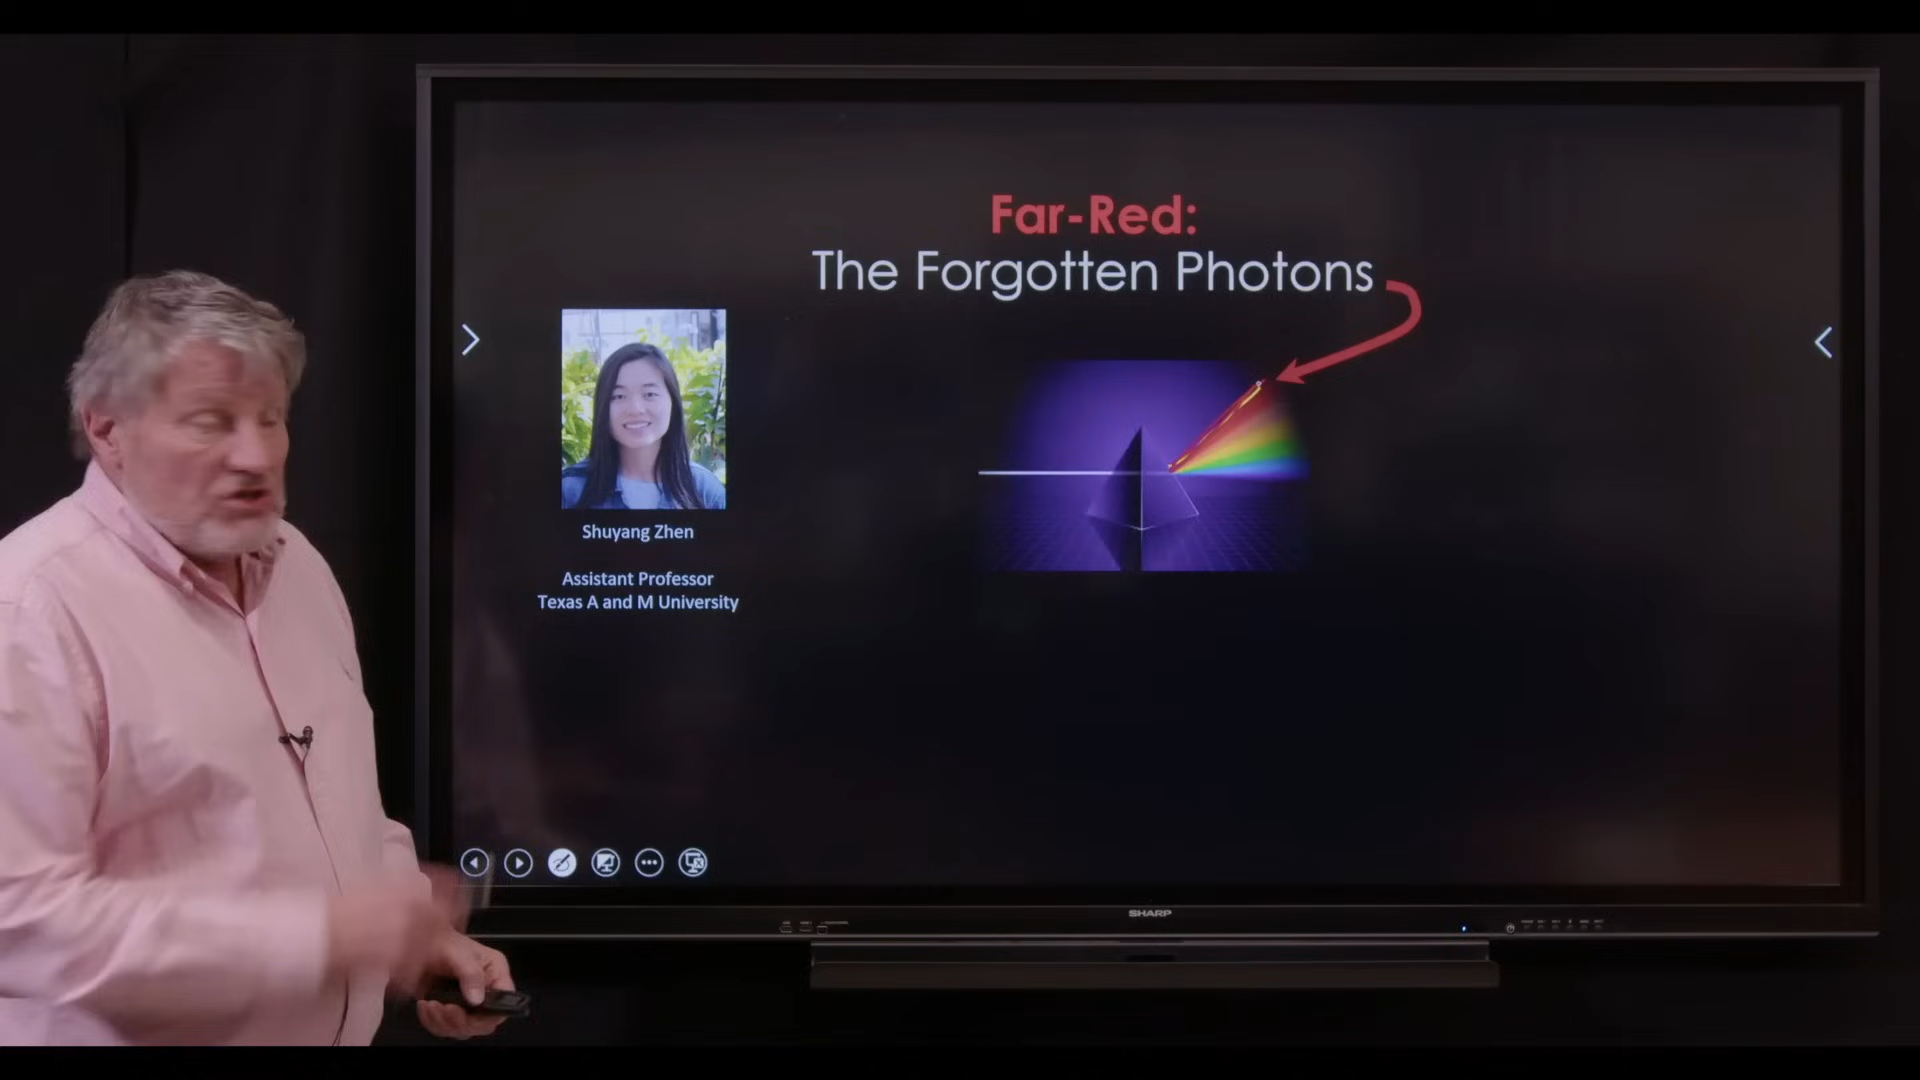 Far-Red:
The Forgotten Photons
Shuyang Zhen
Assistant Professor
Texas A and M University
SHARP